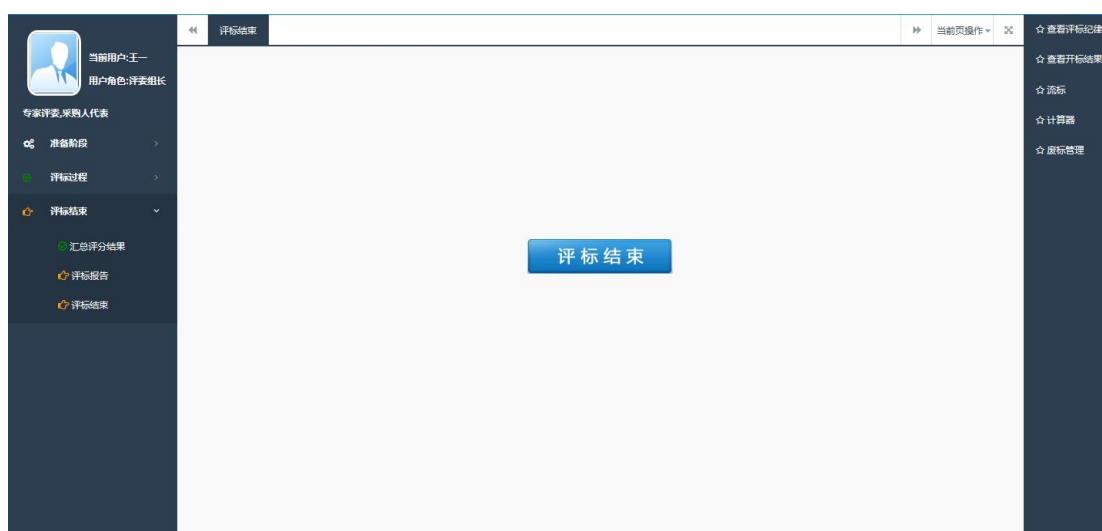 当前用户:王一
用户角色:评委组长
专家评委,采购人代表
准备阶段
评标过程
评标结束
汇总评分结果
评标报告
评标结束
评标结束
当前页操作
评标结束
查看评标纪律
查看开标结果
流标
计算器
废标管理